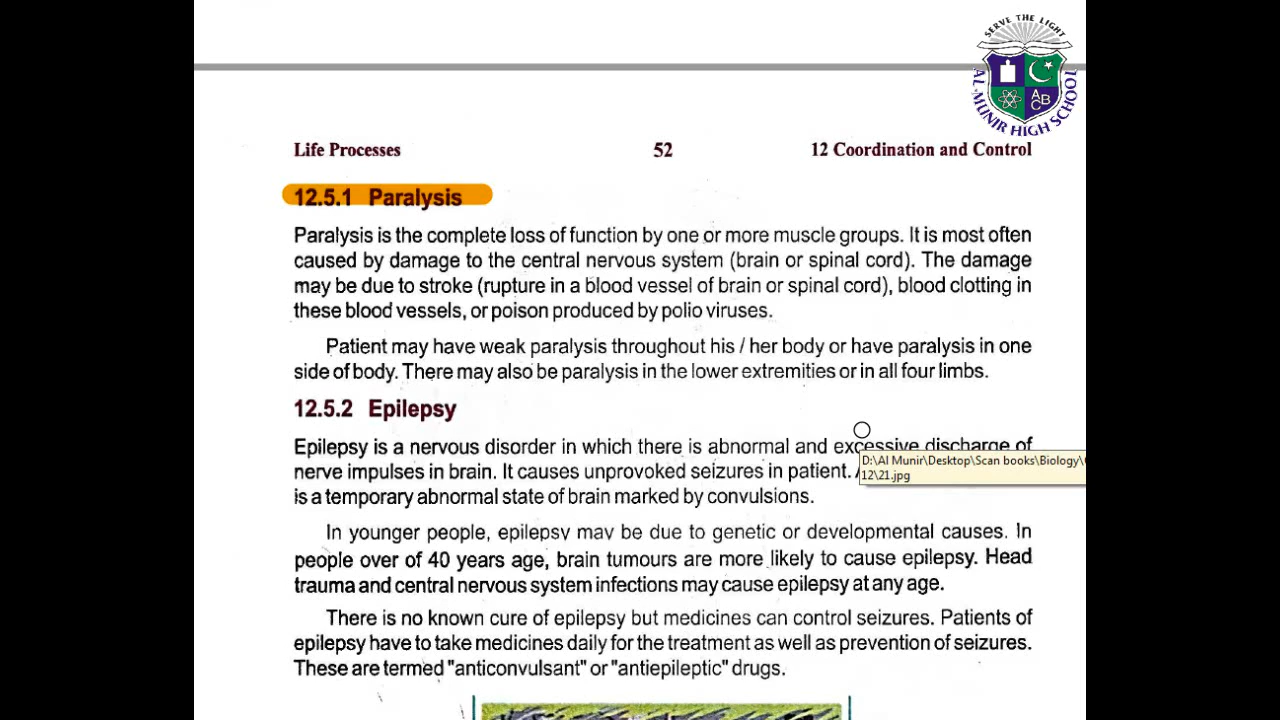 SERVE THE LIGHT
AL-MUNIR HIGH SCHOOL
A
B
C
Life Processes 52 12 Coordination and Control
12.5.1 Paralysis
Paralysis is the complete loss of function by one or more muscle groups. It is most often
caused by damage to the central nervous system (brain or spinal cord). The damage
may be due to stroke (rupture in a blood vessel of brain or spinal cord), blood clotting in
these blood vessels, or poison produced by polio viruses.
Patient may have weak paralysis throughout his / her body or have paralysis in one
side of body. There may also be paralysis in the lower extremities or in all four limbs.
12.5.2 Epilepsy
Epilepsy is a nervous disorder in which there is abnormal and excessive discharge of
nerve impulses in brain. It causes unprovoked seizures in patient.
D:\Al Munir\Desktop\Scan books\Biology\
12\21.jpg
is a temporary abnormal state of brain marked by convulsions.
In younger people, epilepsy may be due to genetic or developmental causes. In
people over of 40 years age, brain tumours are more likely to cause epilepsy. Head
trauma and central nervous system infections may cause epilepsy at any age.
There is no known cure of epilepsy but medicines can control seizures. Patients of
epilepsy have to take medicines daily for the treatment as well as prevention of seizures.
These are termed "anticonvulsant" or "antiepileptic" drugs.